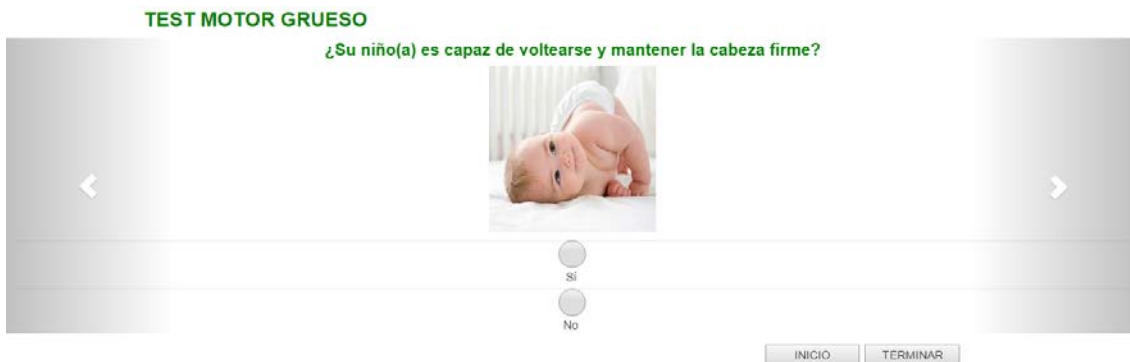 TEST MOTOR GRUESO
¿Su niño(a) es capaz de voltearse y mantener la cabeza firme?
Sí
No
INICIO TERMINAR